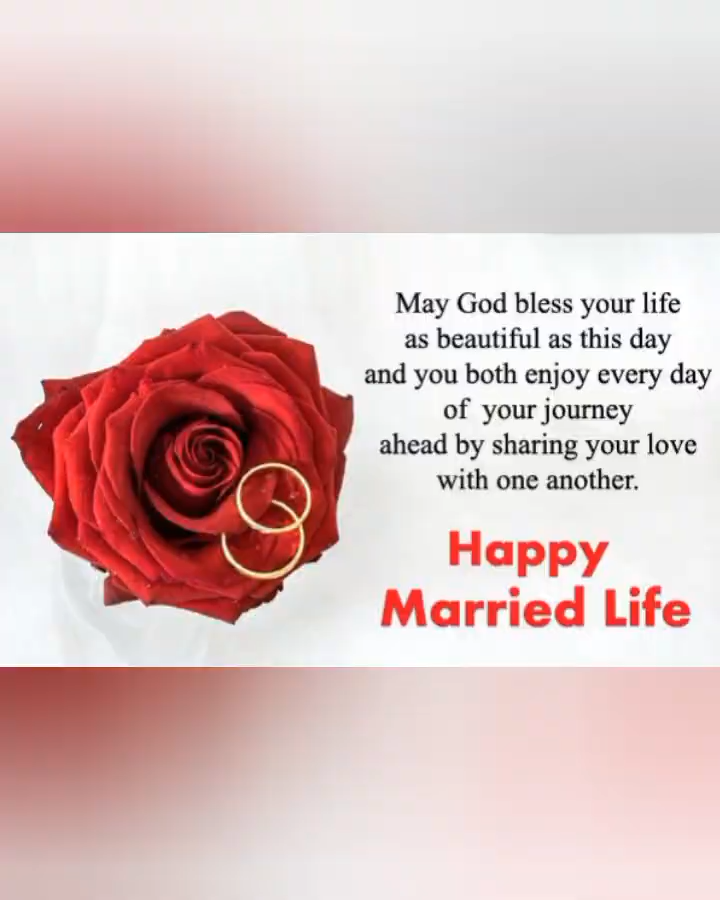 May God bless your life
as beautiful as this day
and you both enjoy every day
of your journey
ahead by sharing your love
with one another.
Happy
Married Life